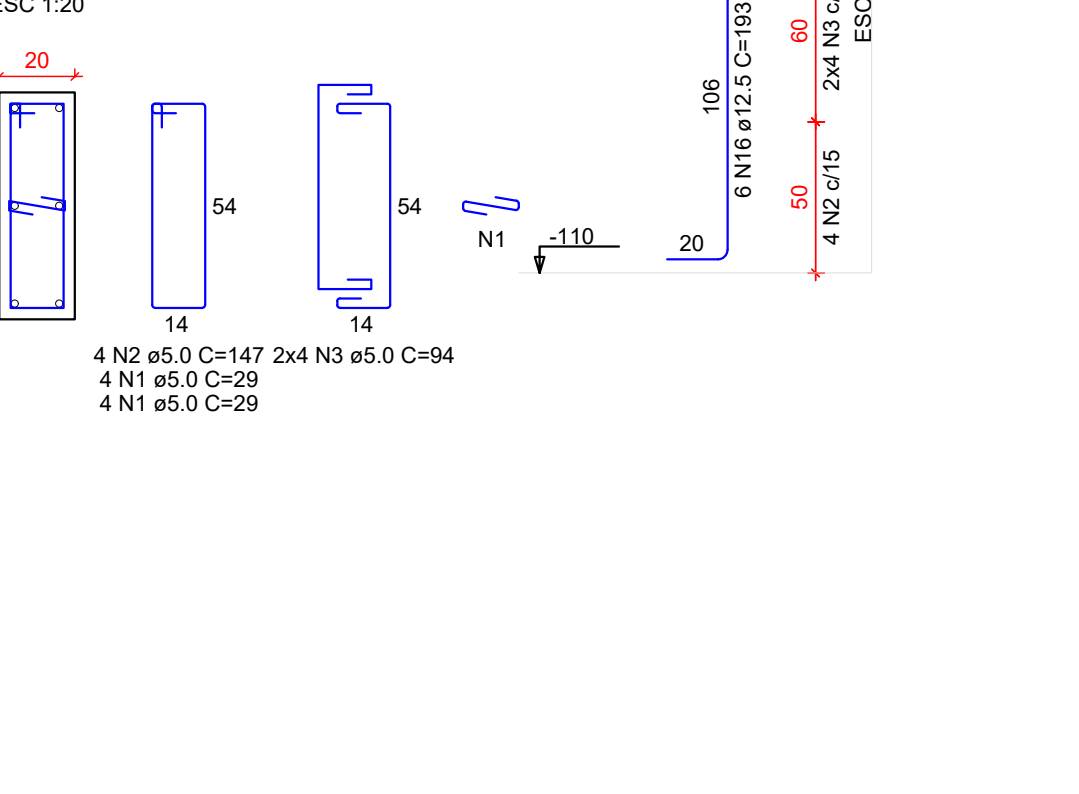 ESC 1:20
20
54
14
4 N2 ø5.0 C=147
4 N1 ø5.0 C=29
4 N1 ø5.0 C=29
54
14
2x4 N3 ø5.0 C=94
N1
-110
20
106
6 N16 ø12.5 C=193
60
2x4 N3 c/
50
4 N2 c/15
ESC